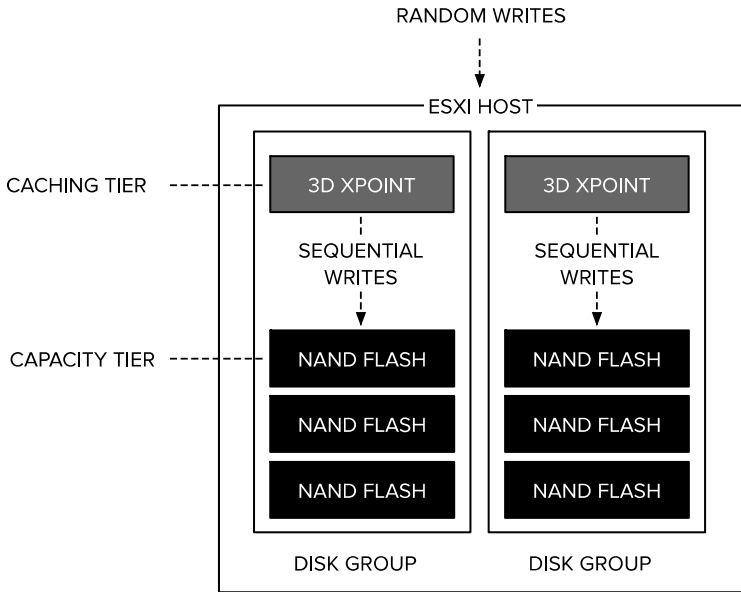 RANDOM WRITES
ESXI HOST
CACHING TIER
3D XPOINT
3D XPOINT
SEQUENTIAL
WRITES
SEQUENTIAL
WRITES
CAPACITY TIER
NAND FLASH
NAND FLASH
NAND FLASH
NAND FLASH
NAND FLASH
NAND FLASH
DISK GROUP
DISK GROUP